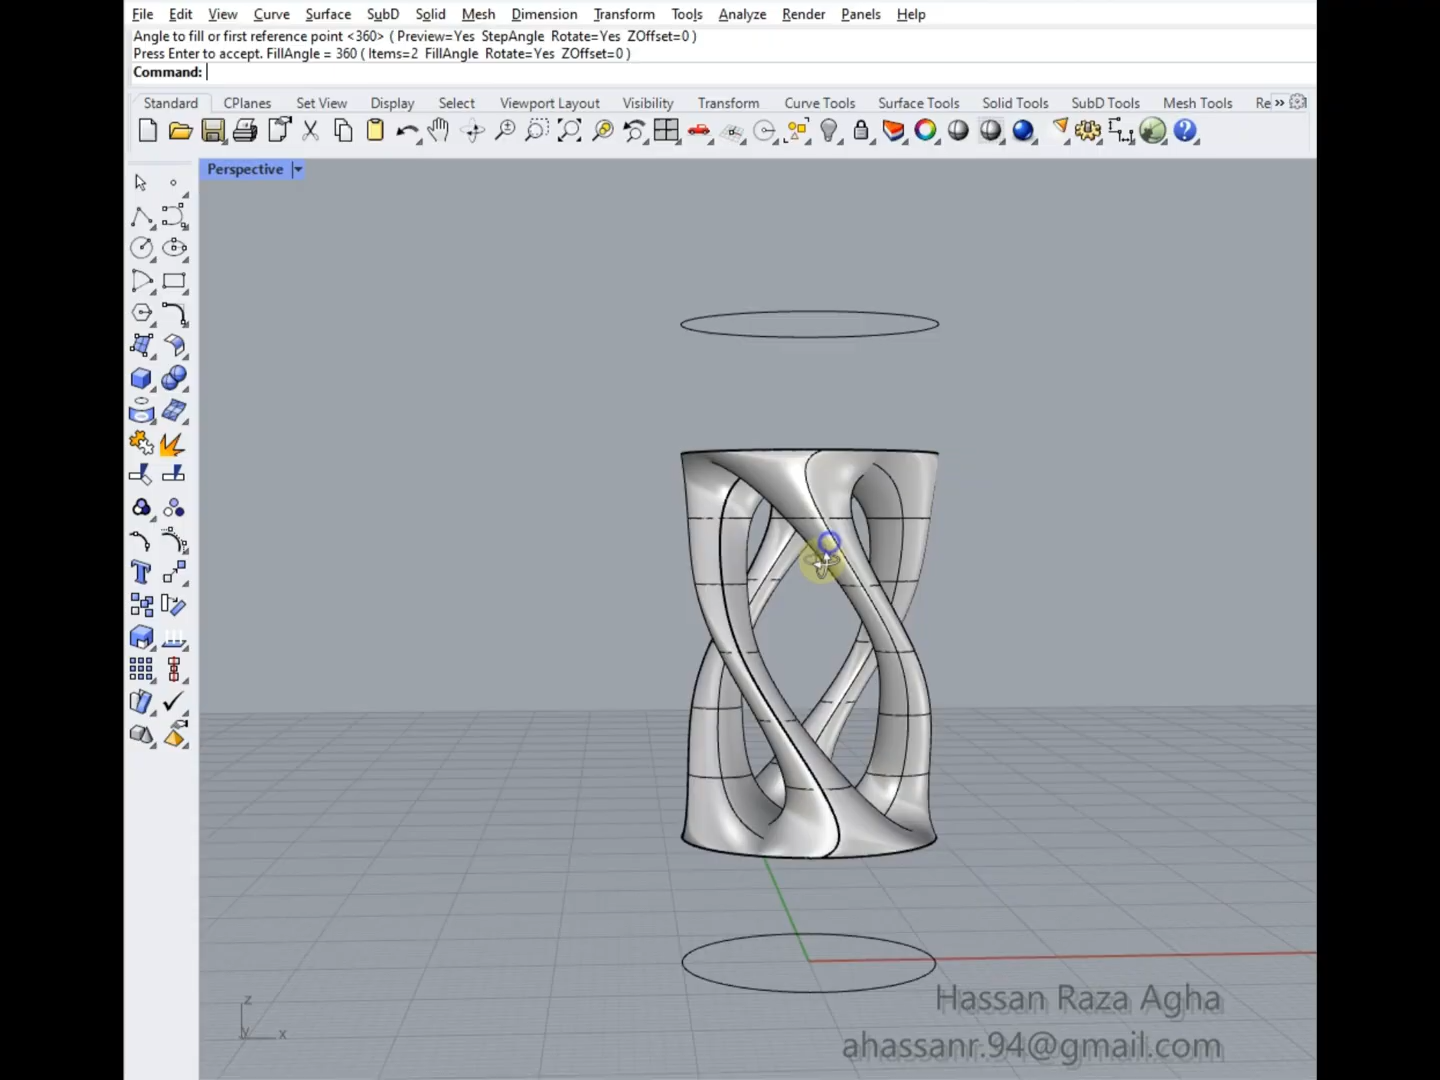 File Edit View Curve Surface SubD Solid Mesh Dimension Transform Tools Analyze Render Panels Help
Angle to fill or first reference point <360> ( Preview=Yes StepAngle Rotate=Yes ZOffset=0 )
Press Enter to accept. FillAngle = 360 ( Items=2 FillAngle Rotate=Yes ZOffset=0 )
Command:
Standard CPlanes Set View Display Select Viewport Layout Visibility Transform Curve Tools Surface Tools Solid Tools SubD Tools Mesh Tools Re
Perspective
z
y
x
Hassan Raza Agha
ahassanr.94@gmail.com